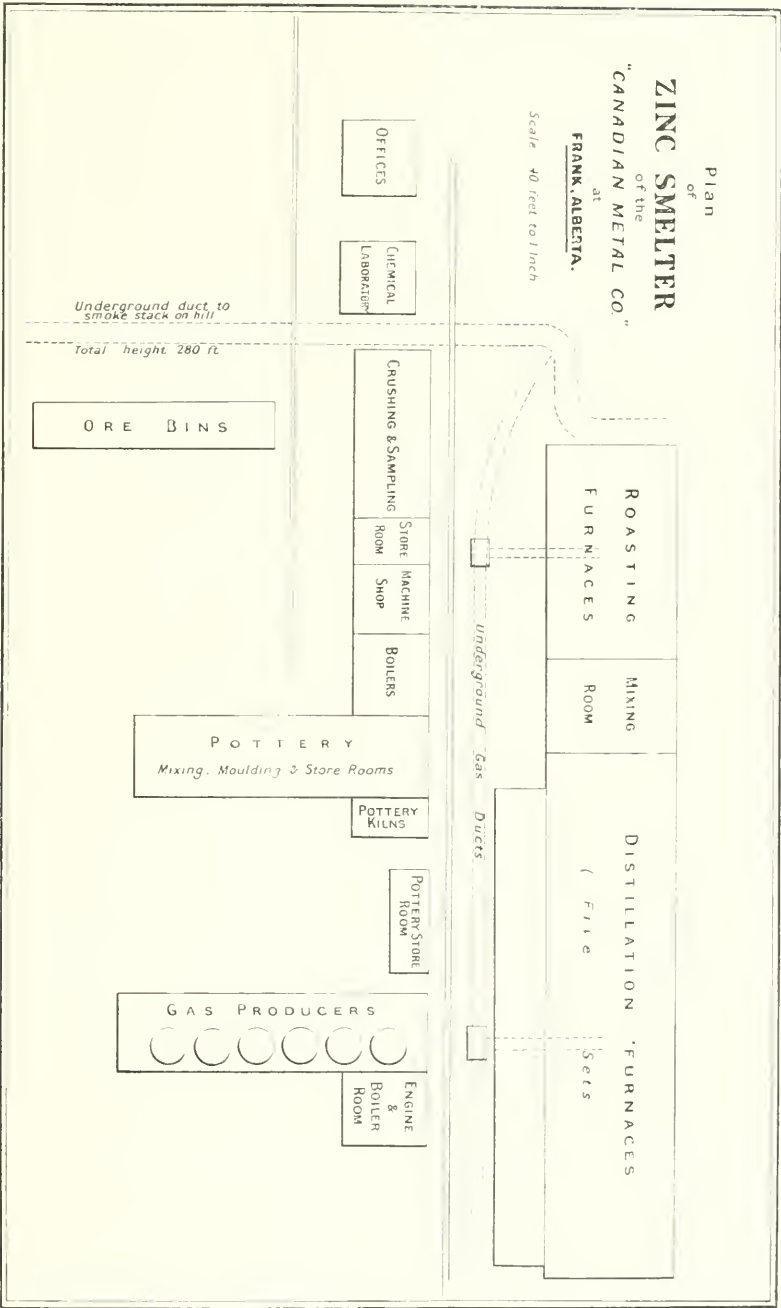 Plan
of
ZINC SMELTER
of the
"CANADIAN METAL CO."
at
FRANK, ALBERTA.
Scale 40 feet to 1 Inch
ROASTING
FURNACES
MIXING
ROOM
DISTILLATION FURNACES
( Five Sets
Underground Gas Ducts
OFFICES
CHEMICAL
LABORATORY
CRUSHING & SAMPLING
STORE
ROOM
MACHINE
SHOP
BOILERS
POTTERY
Mixing, Moulding & Store Rooms
POTTERY
KILNS
POTTERY STORE
ROOM
GAS PRODUCERS
ENGINE
&
BOILER
ROOM
Underground duct to
smoke stack on hill
Total height 280 ft.
ORE BINS